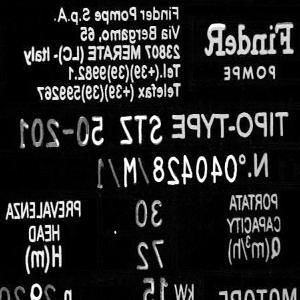 FindeR
POMPE
Finder Pompe S.p.A.
Via Bergamo, 65
23807 MERATE (LC) - Italy
Tel.(+)(39)(39)9982.1
Telefax (+39)(39)599267
TIPO-TYPE STZ 50-201
N.°040428/M/1
PORTATA
CAPACITY
Q(m³/h)
30
72
PREVALENZA
HEAD
H(m)
MOTORE
kW 15
n 29